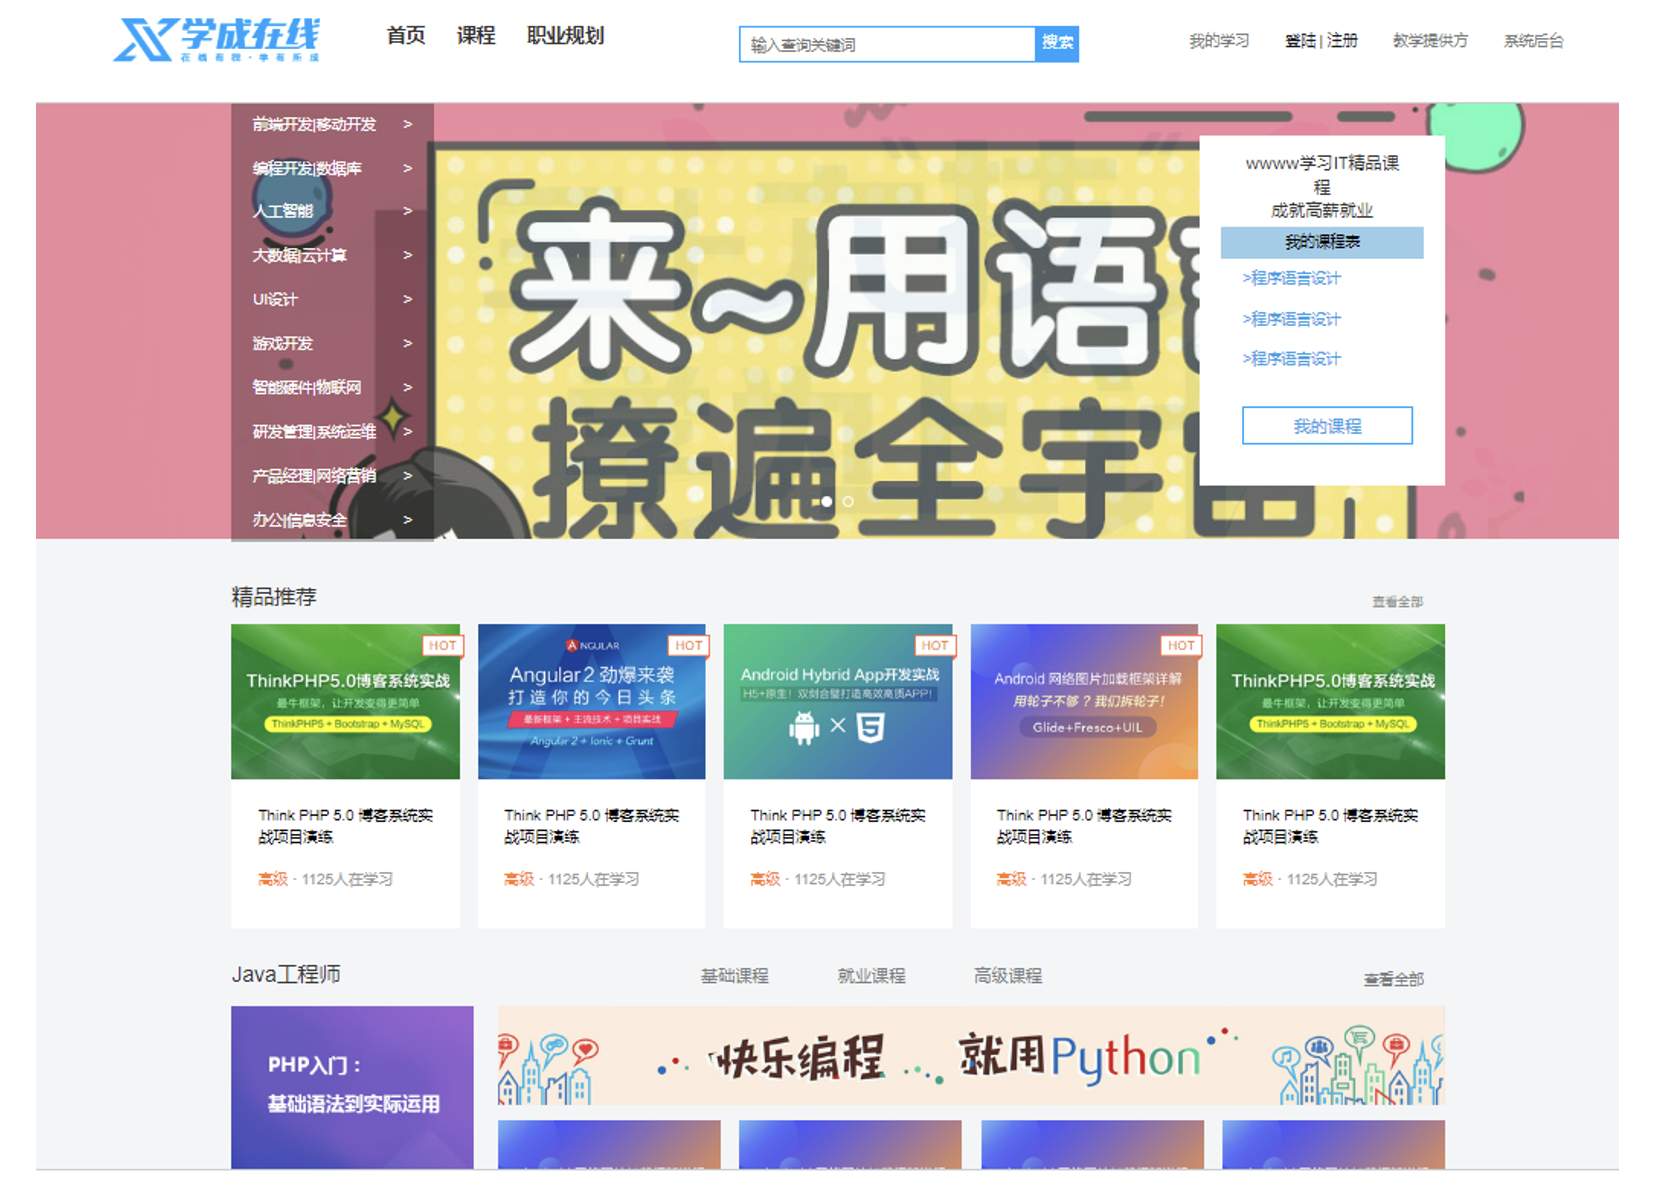 学成在线
在线有我·学有所成
首页 课程 职业规划
输入查询关键词 搜索
我的学习 登陆 | 注册 教学提供方 系统后台
前端开发|移动开发 >
编程开发|数据库 >
人工智能 >
大数据|云计算 >
UI设计 >
游戏开发 >
智能硬件|物联网 >
研发管理|系统运维 >
产品经理|网络营销 >
办公|信息安全 >
来~用语
撩遍全宇宙
wwww学习IT精品课
程
成就高薪就业
我的课程表
>程序语言设计
>程序语言设计
>程序语言设计
我的课程
精品推荐 查看全部
HOT
ThinkPHP5.0博客系统实战
最牛框架，让开发变得更简单
ThinkPHP5 + Bootstrap + MySQL
Think PHP 5.0 博客系统实
战项目演练
高级 · 1125人在学习
HOT
ANGULAR
Angular2 劲爆来袭
打造你的今日头条
最新框架 + 主流技术 + 项目实战
Angular 2 + Ionic + Grunt
Think PHP 5.0 博客系统实
战项目演练
高级 · 1125人在学习
HOT
Android Hybrid App开发实战
H5+原生！双剑合璧打造高效高质APP！
Think PHP 5.0 博客系统实
战项目演练
高级 · 1125人在学习
HOT
Android 网络图片加载框架详解
用轮子不够？我们拆轮子！
Glide+Fresco+UIL
Think PHP 5.0 博客系统实
战项目演练
高级 · 1125人在学习
ThinkPHP5.0博客系统实战
最牛框架，让开发变得更简单
ThinkPHP5 + Bootstrap + MySQL
Think PHP 5.0 博客系统实
战项目演练
高级 · 1125人在学习
Java工程师 基础课程 就业课程 高级课程 查看全部
PHP入门：
基础语法到实际运用
快乐编程 就用Python